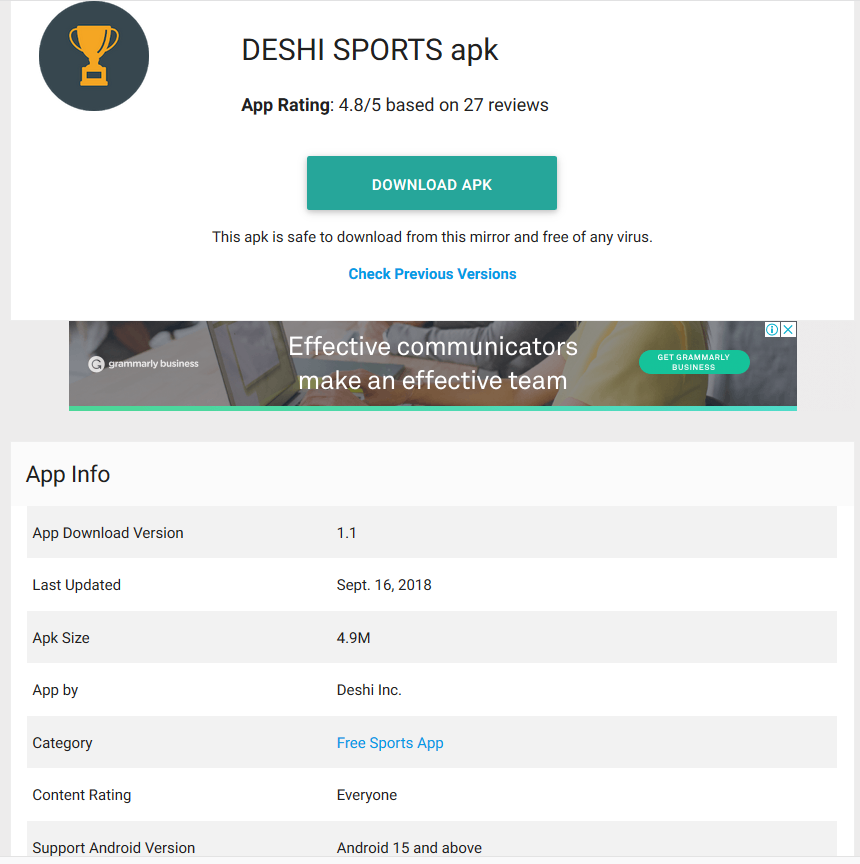 DESHI SPORTS apk
App Rating: 4.8/5 based on 27 reviews
DOWNLOAD APK
This apk is safe to download from this mirror and free of any virus.
Check Previous Versions
grammarly business
Effective communicators
make an effective team
GET GRAMMARLY
BUSINESS
App Info
App Download Version 1.1
Last Updated Sept. 16, 2018
Apk Size 4.9M
App by Deshi Inc.
Category Free Sports App
Content Rating Everyone
Support Android Version Android 15 and above